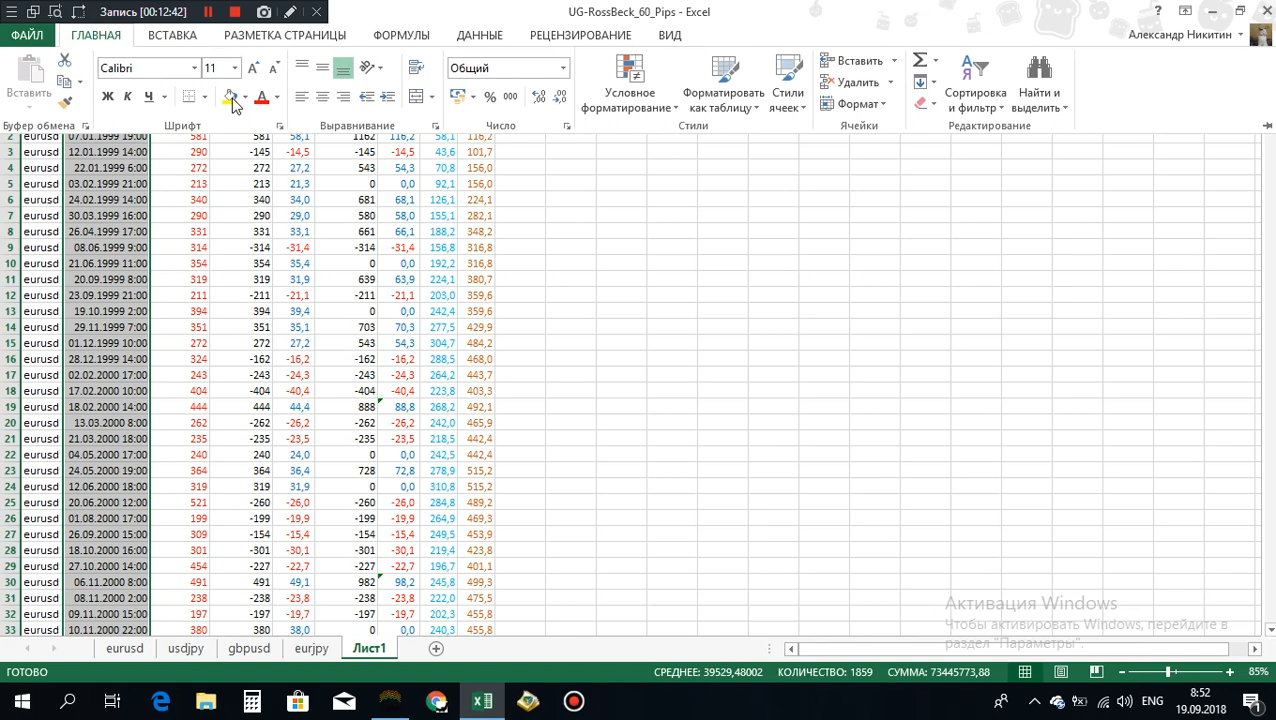 Запись [00:12:42]
UG-RossBeck_60_Pips - Excel
ФАЙЛ ГЛАВНАЯ ВСТАВКА РАЗМЕТКА СТРАНИЦЫ ФОРМУЛЫ ДАННЫЕ РЕЦЕНЗИРОВАНИЕ ВИД Александр Никитин
Calibri 11 Общий
Вставить
Условное форматирование
Форматировать как таблицу
Стили ячеек
Вставить
Удалить
Формат
Сортировка и фильтр
Найти и выделить
Ж К Ч А % 000
Буфер обмена Шрифт Выравнивание Число Стили Ячейки Редактирование
2 eurusd 07.01.1999 19:00 581 581 58,1 1162 116,2 58,1 116,2
3 eurusd 12.01.1999 14:00 290 -145 -14,5 -145 -14,5 43,6 101,7
4 eurusd 22.01.1999 6:00 272 272 27,2 543 54,3 70,8 156,0
5 eurusd 03.02.1999 21:00 213 213 21,3 0 0,0 92,1 156,0
6 eurusd 24.02.1999 14:00 340 340 34,0 681 68,1 126,1 224,1
7 eurusd 30.03.1999 16:00 290 290 29,0 580 58,0 155,1 282,1
8 eurusd 26.04.1999 17:00 331 331 33,1 661 66,1 188,2 348,2
9 eurusd 08.06.1999 9:00 314 -314 -31,4 -314 -31,4 156,8 316,8
10 eurusd 21.06.1999 11:00 354 354 35,4 0 0,0 192,2 316,8
11 eurusd 20.09.1999 8:00 319 319 31,9 639 63,9 224,1 380,7
12 eurusd 23.09.1999 21:00 211 -211 -21,1 -211 -21,1 203,0 359,6
13 eurusd 19.10.1999 2:00 394 394 39,4 0 0,0 242,4 359,6
14 eurusd 29.11.1999 7:00 351 351 35,1 703 70,3 277,5 429,9
15 eurusd 01.12.1999 10:00 272 272 27,2 543 54,3 304,7 484,2
16 eurusd 28.12.1999 14:00 324 -162 -16,2 -162 -16,2 288,5 468,0
17 eurusd 02.02.2000 17:00 243 -243 -24,3 -243 -24,3 264,2 443,7
18 eurusd 17.02.2000 10:00 404 -404 -40,4 -404 -40,4 223,8 403,3
19 eurusd 18.02.2000 14:00 444 444 44,4 888 88,8 268,2 492,1
20 eurusd 13.03.2000 8:00 262 -262 -26,2 -262 -26,2 242,0 465,9
21 eurusd 21.03.2000 18:00 235 -235 -23,5 -235 -23,5 218,5 442,4
22 eurusd 04.05.2000 17:00 240 240 24,0 0 0,0 242,5 442,4
23 eurusd 24.05.2000 19:00 364 364 36,4 728 72,8 278,9 515,2
24 eurusd 12.06.2000 18:00 319 319 31,9 0 0,0 310,8 515,2
25 eurusd 20.06.2000 12:00 521 -260 -26,0 -260 -26,0 284,8 489,2
26 eurusd 01.08.2000 17:00 199 -199 -19,9 -199 -19,9 264,9 469,3
27 eurusd 26.09.2000 15:00 309 -154 -15,4 -154 -15,4 249,5 453,9
28 eurusd 18.10.2000 16:00 301 -301 -30,1 -301 -30,1 219,4 423,8
29 eurusd 27.10.2000 14:00 454 -227 -22,7 -227 -22,7 196,7 401,1
30 eurusd 06.11.2000 8:00 491 491 49,1 982 98,2 245,8 499,3
31 eurusd 08.11.2000 2:00 238 -238 -23,8 -238 -23,8 222,0 475,5
32 eurusd 09.11.2000 15:00 197 -197 -19,7 -197 -19,7 202,3 455,8
33 eurusd 10.11.2000 22:00 380 380 38,0 0 0,0 240,3 455,8
Активация Windows
Чтобы активировать Windows, перейдите в
раздел "Параметры".
eurusd usdjpy gbpusd eurjpy Лист1
ГОТОВО СРЕДНЕЕ: 39529,48002 КОЛИЧЕСТВО: 1859 СУММА: 73445773,88 85%
ENG 8:52
19.09.2018